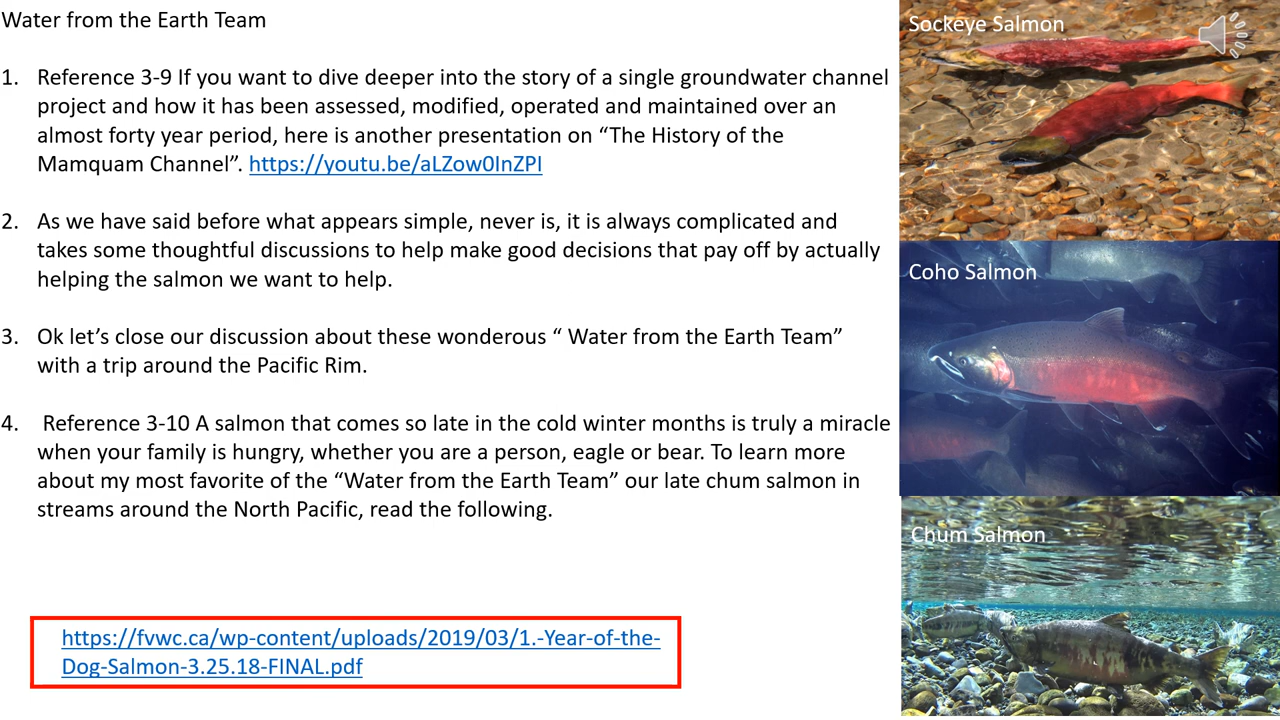 Water from the Earth Team
1. Reference 3-9 If you want to dive deeper into the story of a single groundwater channel
project and how it has been assessed, modified, operated and maintained over an
almost forty year period, here is another presentation on “The History of the
Mamquam Channel”. https://youtu.be/aLZow0InZPI
2. As we have said before what appears simple, never is, it is always complicated and
takes some thoughtful discussions to help make good decisions that pay off by actually
helping the salmon we want to help.
3. Ok let’s close our discussion about these wonderous “ Water from the Earth Team”
with a trip around the Pacific Rim.
4. Reference 3-10 A salmon that comes so late in the cold winter months is truly a miracle
when your family is hungry, whether you are a person, eagle or bear. To learn more
about my most favorite of the “Water from the Earth Team” our late chum salmon in
streams around the North Pacific, read the following.
https://fvwc.ca/wp-content/uploads/2019/03/1.-Year-of-the-
Dog-Salmon-3.25.18-FINAL.pdf
Sockeye Salmon
Coho Salmon
Chum Salmon